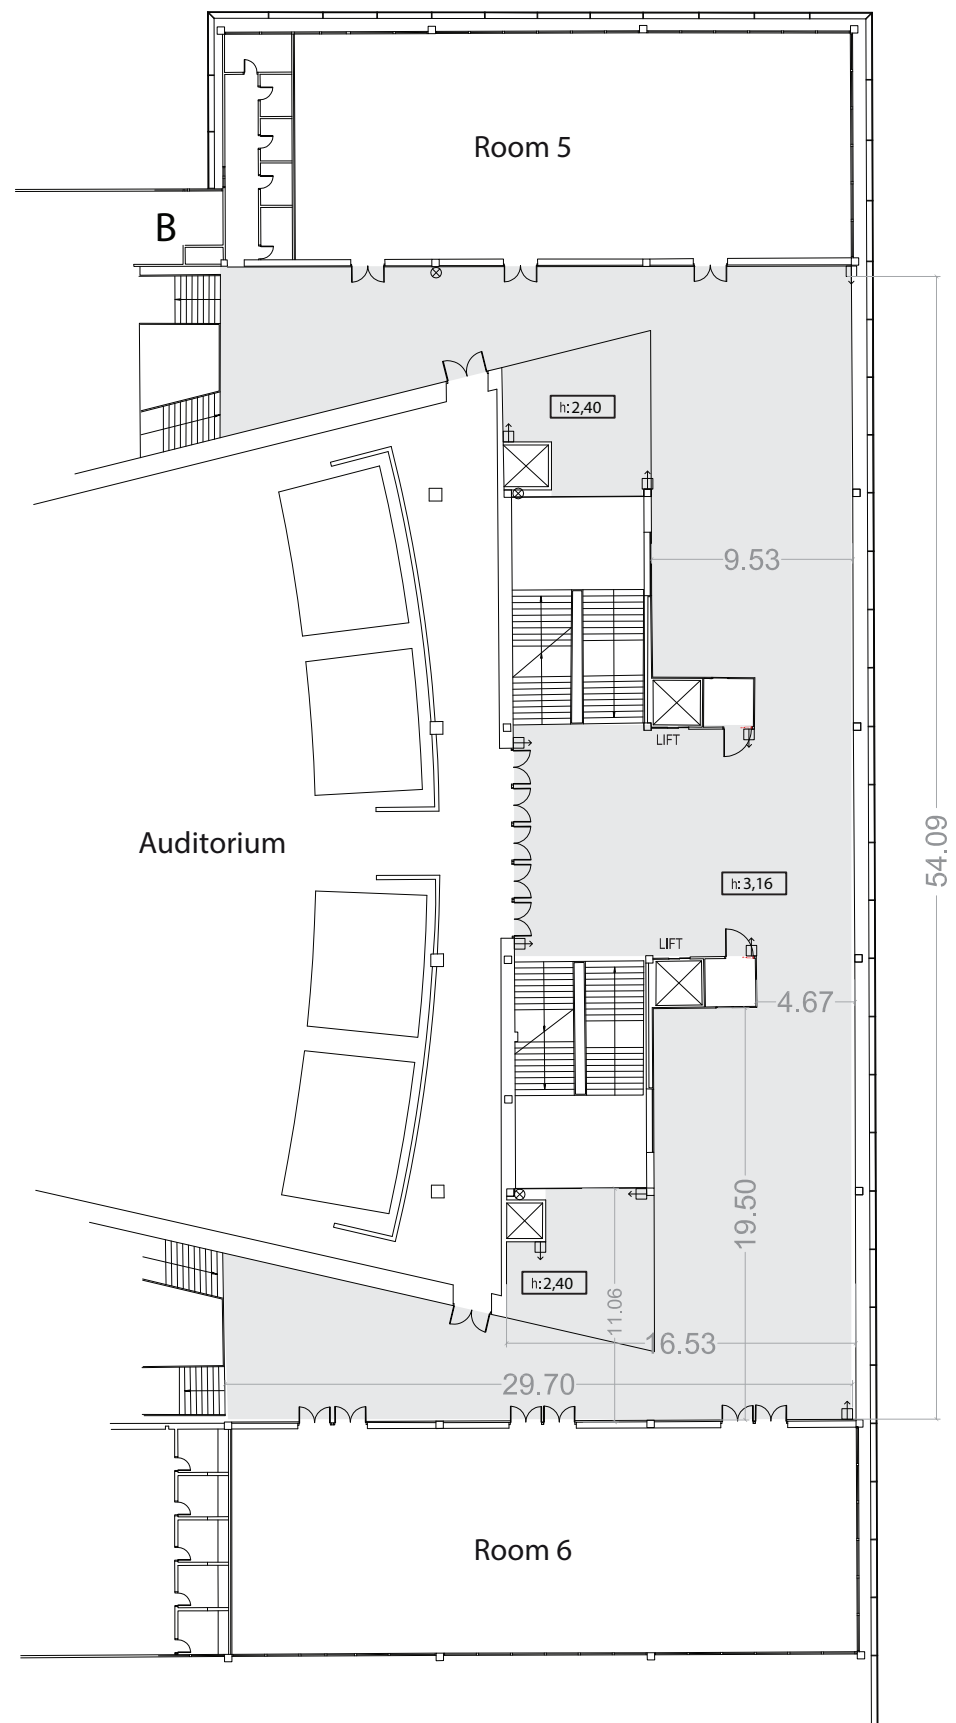 Room 5
B
h:2,40
9.53
LIFT
54.09
Auditorium
h:3,16
LIFT
4.67
19.50
h:2,40
11.06
16.53
29.70
Room 6